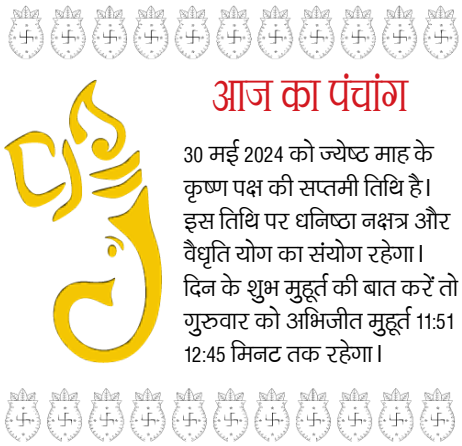 आज का पंचांग
30 मई 2024 को ज्येष्ठ माह के
कृष्ण पक्ष की सप्तमी तिथि है।
इस तिथि पर धनिष्ठा नक्षत्र और
वैधृति योग का संयोग रहेगा।
दिन के शुभ मुहूर्त की बात करें तो
गुरुवार को अभिजीत मुहूर्त 11:51
12:45 मिनट तक रहेगा।